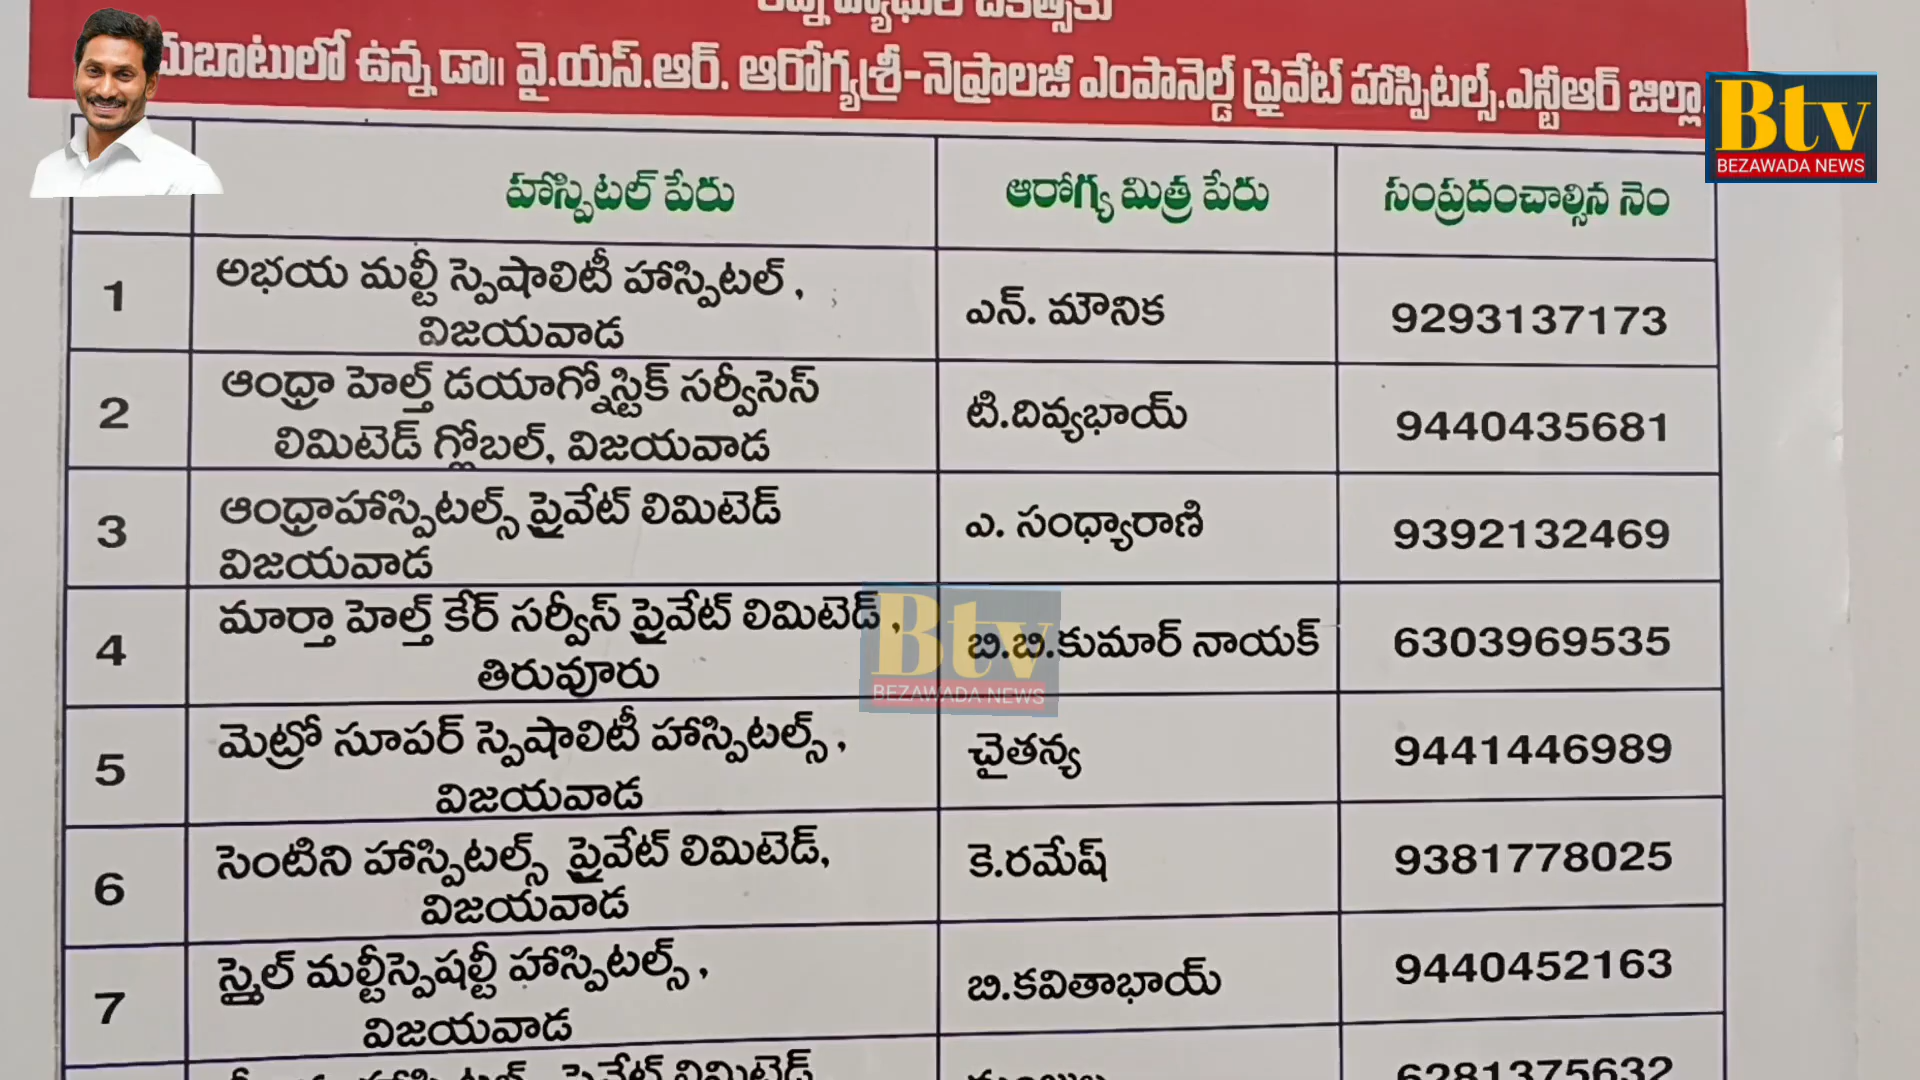 కిడ్నీ వ్యాధుల చికిత్సకు
ఉన్న డా॥ వై.యస్.ఆర్. ఆరోగ్యశ్రీ-నెఫ్రాలజీ ఎంపానెల్డ్ ప్రైవేట్ హాస్పిటల్స్.ఎన్టీఆర్ జిల్లా
Btv
BEZAWADA NEWS
హాస్పిటల్ పేరు ఆరోగ్య మిత్ర పేరు సంప్రదించాల్సిన నెం
1 అభయ మల్టీ స్పెషాలిటీ హాస్పిటల్, ఎన్. మౌనిక 9293137173
విజయవాడ
2 ఆంధ్రా హెల్త్ డయాగ్నోస్టిక్ సర్వీసెస్ టి.దివ్యభాయ్ 9440435681
లిమిటెడ్ గ్లోబల్, విజయవాడ
3 ఆంధ్రాహాస్పిటల్స్ ప్రైవేట్ లిమిటెడ్ ఎ. సంధ్యారాణి 9392132469
విజయవాడ
4 మార్తా హెల్త్ కేర్ సర్వీస్ ప్రైవేట్ లిమిటెడ్, బి.బి.కుమార్ నాయక్ 6303969535
తిరువూరు
Btv
BEZAWADA NEWS
5 మెట్రో సూపర్ స్పెషాలిటీ హాస్పిటల్స్, చైతన్య 9441446989
విజయవాడ
6 సెంటిని హాస్పిటల్స్ ప్రైవేట్ లిమిటెడ్, కె.రమేష్ 9381778025
విజయవాడ
7 స్మైల్ మల్టీస్పెషల్టీ హాస్పిటల్స్, బి.కవితాభాయ్ 9440452163
విజయవాడ
హాస్పిటల్స్ ప్రైవేట్ లిమిటెడ్ 6281375632